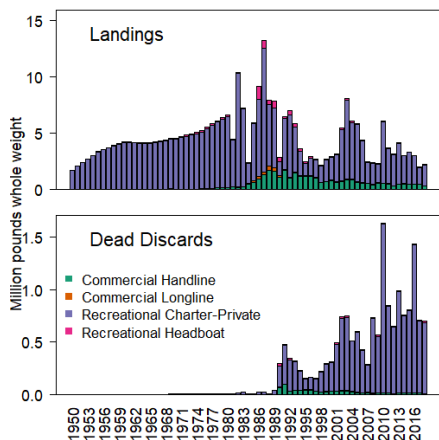 Landings
15
10
5
0
Million pounds whole weight
Dead Discards
1.5
1.0
0.5
0.0
Commercial Handline
Commercial Longline
Recreational Charter-Private
Recreational Headboat
1950 1953 1956 1959 1962 1965 1968 1971 1974 1977 1980 1983 1986 1989 1992 1995 1998 2001 2004 2007 2010 2013 2016